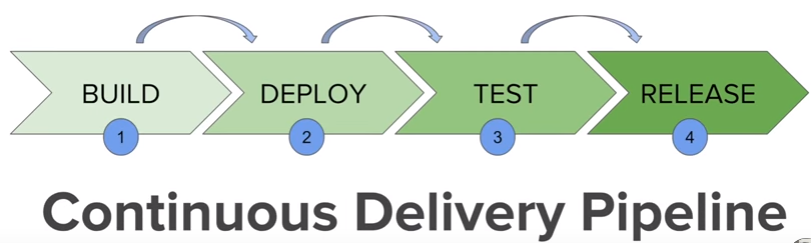 BUILD DEPLOY TEST RELEASE
1 2 3 4
Continuous Delivery Pipeline